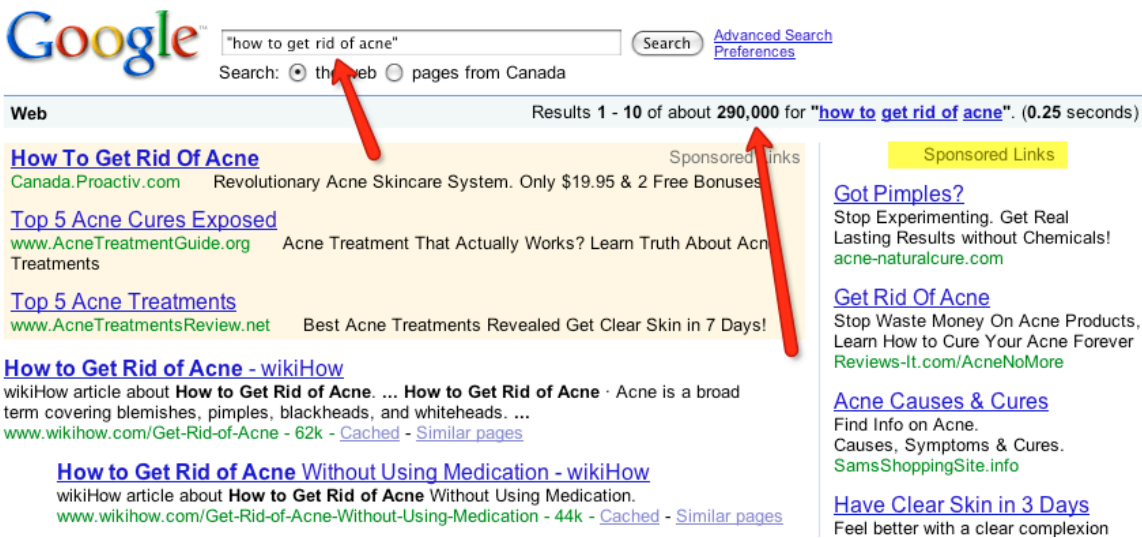 Google™
"how to get rid of acne"
Search
Advanced Search
Preferences
Search: the web pages from Canada
Web
Results 1 - 10 of about 290,000 for "how to get rid of acne". (0.25 seconds)
How To Get Rid Of Acne
Sponsored Links
Canada.Proactiv.com Revolutionary Acne Skincare System. Only $19.95 & 2 Free Bonuses
Top 5 Acne Cures Exposed
www.AcneTreatmentGuide.org Acne Treatment That Actually Works? Learn Truth About Acn
Treatments
Top 5 Acne Treatments
www.AcneTreatmentsReview.net Best Acne Treatments Revealed Get Clear Skin in 7 Days!
How to Get Rid of Acne - wikiHow
wikiHow article about How to Get Rid of Acne. ... How to Get Rid of Acne · Acne is a broad
term covering blemishes, pimples, blackheads, and whiteheads. ...
www.wikihow.com/Get-Rid-of-Acne - 62k - Cached - Similar pages
How to Get Rid of Acne Without Using Medication - wikiHow
wikiHow article about How to Get Rid of Acne Without Using Medication.
www.wikihow.com/Get-Rid-of-Acne-Without-Using-Medication - 44k - Cached - Similar pages
Sponsored Links
Got Pimples?
Stop Experimenting. Get Real
Lasting Results without Chemicals!
acne-naturalcure.com
Get Rid Of Acne
Stop Waste Money On Acne Products,
Learn How to Cure Your Acne Forever
Reviews-It.com/AcneNoMore
Acne Causes & Cures
Find Info on Acne.
Causes, Symptoms & Cures.
SamsShoppingSite.info
Have Clear Skin in 3 Days
Feel better with a clear complexion